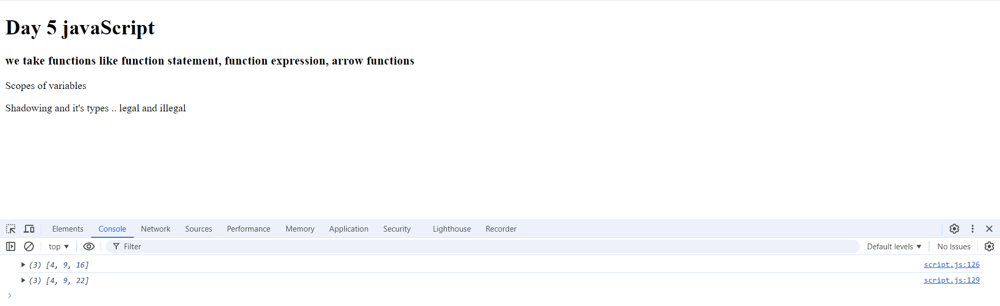 Day 5 javaScript
we take functions like function statement, function expression, arrow functions
Scopes of variables
Shadowing and it's types .. legal and illegal
Elements Console Network Sources Performance Memory Application Security Lighthouse Recorder
top Filter Default levels No Issues
(3) [4, 9, 16] script.js:126
(3) [4, 9, 22] script.js:129